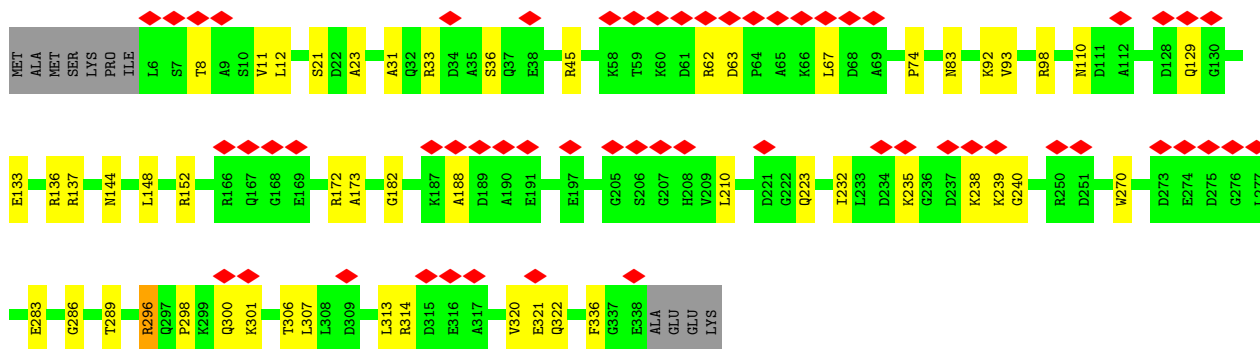 MET ALA MET SER LYS PRO ILE L6 S7 T8 A9 S10 V11 L12 S21 D22 A23 A31 Q32 R33 D34 A35 S36 Q37 E38 R45 K58 T59 K60 D61 R62 D63 P64 A65 K66 L67 D68 A69 P74 N83 K92 V93 R98 N110 D111 A112 D128 Q129 G130
E133 R136 R137 N144 L148 R152 R166 Q167 G168 E169 R172 A173 G182 K187 A188 D189 A190 E191 E197 G205 S206 G207 H208 V209 L210 D221 G222 Q223 I232 L233 D234 K235 G236 D237 K238 K239 G240 R250 D251 W270 D273 E274 D275 G276 L277
E283 G286 T289 R296 Q297 P298 K299 Q300 K301 T306 L307 L308 D309 L313 R314 D315 E316 A317 V320 E321 Q322 F336 G337 E338 ALA GLU GLU LYS